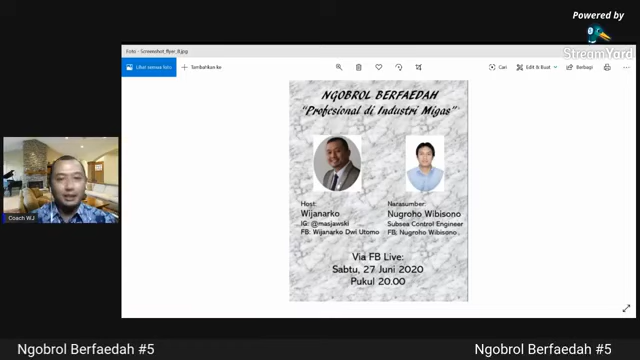 Powered by
StreamYard
Foto - Screenshot_flyer_8.jpg
Lihat semua foto
Tambahkan ke
Cari
Edit & Buat
Berbagi
NGOBROL BERFAEDAH
"Profesional di Industri Migas"
Host:
Wijanarko
IG: @masjawski
FB: Wijanarko Dwi Utomo
Narasumber:
Nugroho Wibisono
Subsea Control Engineer
FB: Nugroho Wibisono
Via FB Live:
Sabtu, 27 Juni 2020
Pukul 20.00
Coach WJ
Ngobrol Berfaedah #5
Ngobrol Berfaedah #5